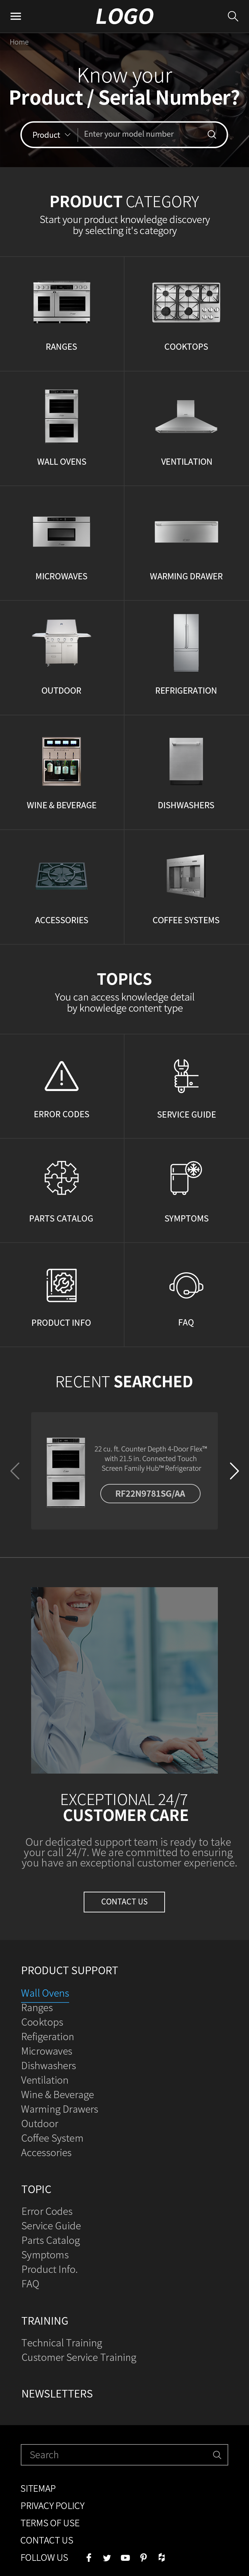 LOGO
Home
Know your
Product / Serial Number?
Product
Enter your model number
PRODUCT CATEGORY
Start your product knowledge discovery
by selecting it's category
RANGES
COOKTOPS
WALL OVENS
VENTILATION
MICROWAVES
WARMING DRAWER
OUTDOOR
REFRIGERATION
WINE & BEVERAGE
DISHWASHERS
ACCESSORIES
COFFEE SYSTEMS
TOPICS
You can access knowledge detail
by knowledge content type
ERROR CODES
SERVICE GUIDE
PARTS CATALOG
SYMPTOMS
PRODUCT INFO
FAQ
RECENT SEARCHED
22 cu. ft. Counter Depth 4-Door Flex™
with 21.5 in. Connected Touch
Screen Family Hub™ Refrigerator
RF22N9781SG/AA
EXCEPTIONAL 24/7
CUSTOMER CARE
Our dedicated support team is ready to take
your call 24/7. We are committed to ensuring
you have an exceptional customer experience.
CONTACT US
PRODUCT SUPPORT
Wall Ovens
Ranges
Cooktops
Refigeration
Microwaves
Dishwashers
Ventilation
Wine & Beverage
Warming Drawers
Outdoor
Coffee System
Accessories
TOPIC
Error Codes
Service Guide
Parts Catalog
Symptoms
Product Info.
FAQ
TRAINING
Technical Training
Customer Service Training
NEWSLETTERS
Search
SITEMAP
PRIVACY POLICY
TERMS OF USE
CONTACT US
FOLLOW US